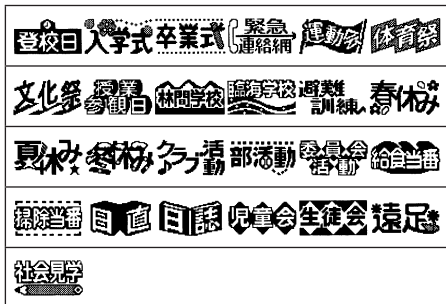 登校日 入学式 卒業式 緊急連絡網 運動会 体育祭
文化祭 授業参観日 林間学校 臨海学校 避難訓練 春休み
夏休み 冬休み クラブ活動 部活動 委員会活動 給食当番
掃除当番 日直 日誌 児童会 生徒会 遠足
社会見学